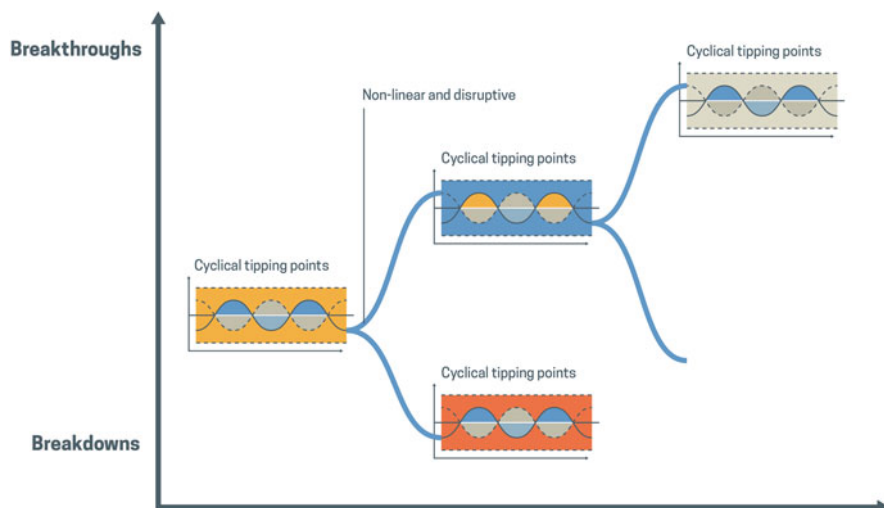 Breakthroughs
Cyclical tipping points
Non-linear and disruptive
Cyclical tipping points
Cyclical tipping points
Cyclical tipping points
Breakdowns